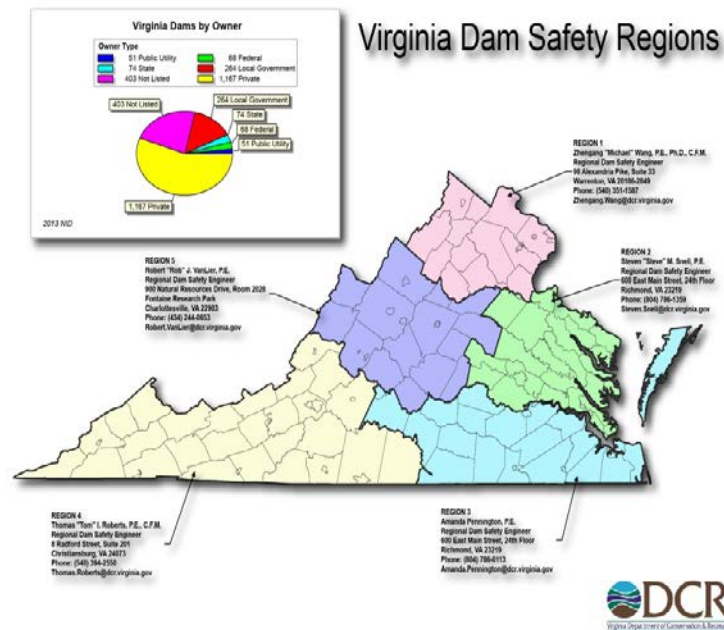 Virginia Dam Safety Regions
Virginia Dams by Owner
Owner Type
51 Public Utility
68 Federal
74 State
264 Local Government
403 Not Listed
1,167 Private
403 Not Listed
264 Local Government
74 State
68 Federal
51 Public Utility
1,167 Private
2013 NID
REGION 1
Zhengang "Michael" Wang, P.E., Ph.D., C.F.M.
Regional Dam Safety Engineer
98 Alexandria Pike, Suite 33
Warrenton, VA 20186-2849
Phone: (540) 351-1587
Zhengang.Wang@dcr.virginia.gov
REGION 2
Steven "Steve" M. Snell, P.E.
Regional Dam Safety Engineer
600 East Main Street, 24th Floor
Richmond, VA 23219
Phone: (804) 786-1359
Steven.Snell@dcr.virginia.gov
REGION 5
Robert "Rob" J. VanLier, P.E.
Regional Dam Safety Engineer
900 Natural Resources Drive, Room 2028
Fontaine Research Park
Charlottesville, VA 22903
Phone: (434) 244-0653
Robert.VanLier@dcr.virginia.gov
REGION 4
Thomas "Tom" I. Roberts, P.E., C.F.M.
Regional Dam Safety Engineer
8 Radford Street, Suite 201
Christiansburg, VA 24073
Phone: (540) 394-2550
Thomas.Roberts@dcr.virginia.gov
REGION 3
Amanda Pennington, P.E.
Regional Dam Safety Engineer
600 East Main Street, 24th Floor
Richmond, VA 23219
Phone: (804) 786-0113
Amanda.Pennington@dcr.virginia.gov
DCR
Virginia Department of Conservation & Recrea